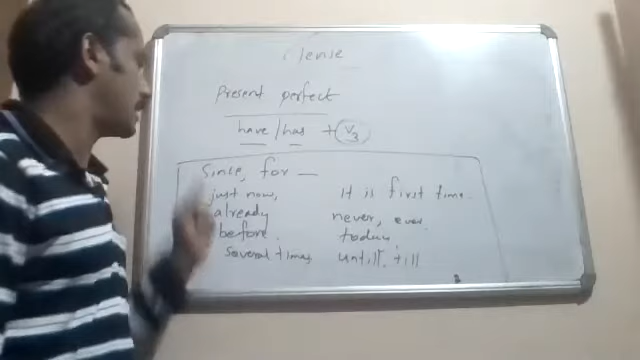 Tense
Present perfect
have / has + V3
Since, for —
just now, It is first time.
already never, ever.
before. today
several times until, till